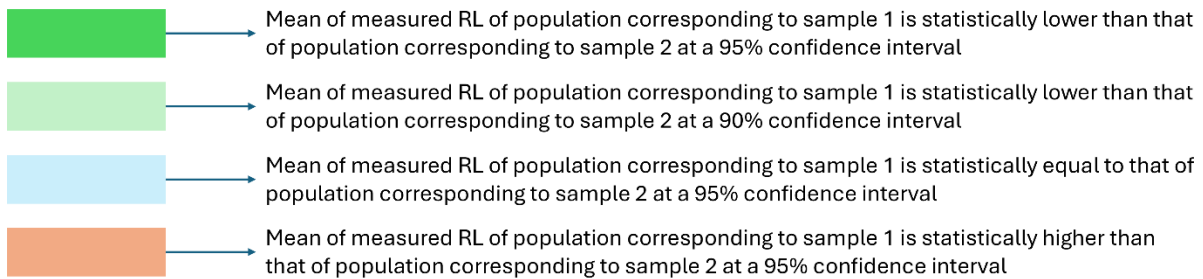 Mean of measured RL of population corresponding to sample 1 is statistically lower than that
of population corresponding to sample 2 at a 95% confidence interval
Mean of measured RL of population corresponding to sample 1 is statistically lower than that
of population corresponding to sample 2 at a 90% confidence interval
Mean of measured RL of population corresponding to sample 1 is statistically equal to that of
population corresponding to sample 2 at a 95% confidence interval
Mean of measured RL of population corresponding to sample 1 is statistically higher than
that of population corresponding to sample 2 at a 95% confidence interval